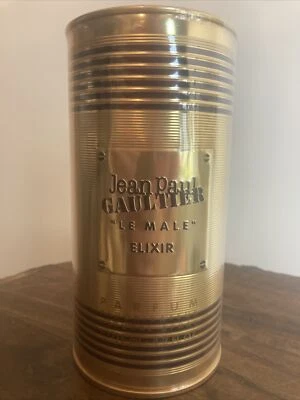 Jean Paul
GAULTIER
"LE MALE"
ELIXIR
PARFUM